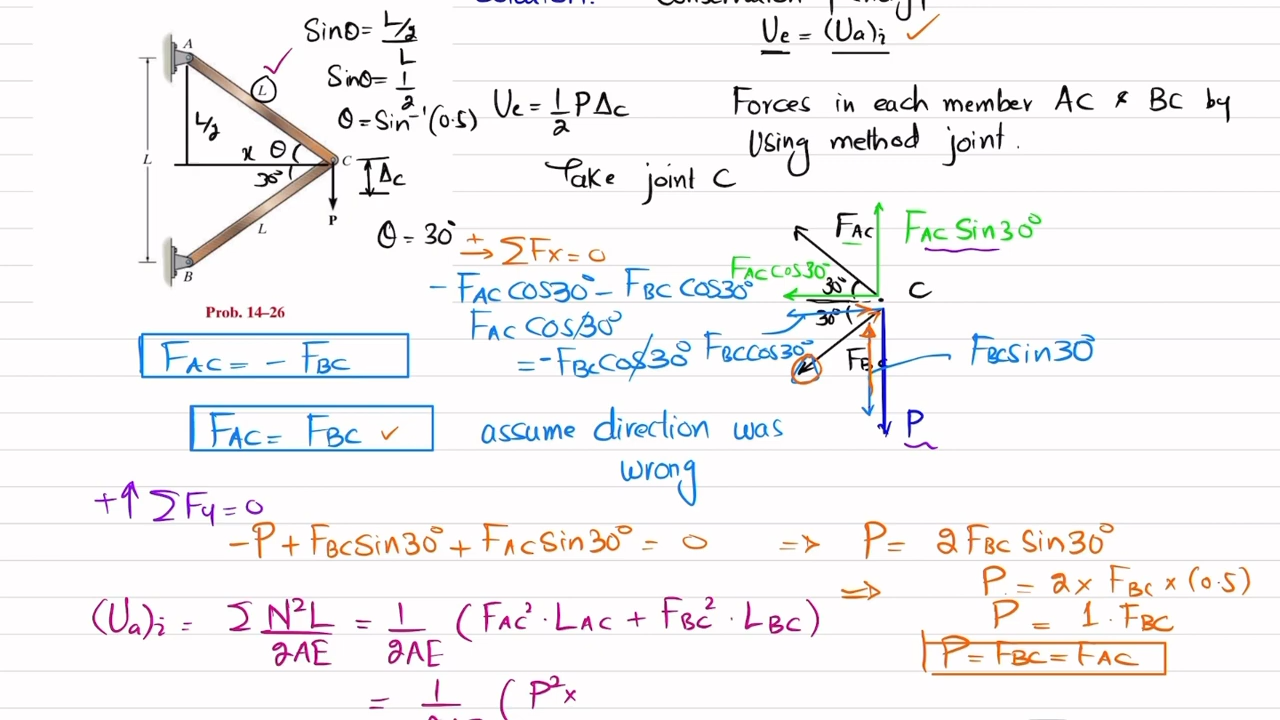 Sinθ = L/2 / L
Sinθ = 1/2
θ = Sin⁻¹(0.5)
θ = 30°
A
L
L
L/2
x θ
30°
C
Δc
P
L
B
Prob. 14–26
Ue = (Ua)i ✓
Ue = 1/2 PΔc
Forces in each member AC & BC by
Using method joint.
Take joint C
+→ ΣFx = 0
-FAC COS30° - FBC COS30°
FAC COS30°
= -FBC COS30°
FAC = - FBC
FAC = FBC ✓
assume direction was
wrong
FAC
FAC Sin30°
FAC COS30°
30°
C
30°
FBC COS30°
FBC
FBC sin30°
P
+↑ ΣFy = 0
-P + FBC Sin30° + FAC Sin30° = 0 => P = 2 FBC Sin30°
=> P = 2 x FBC x (0.5)
P = 1 . FBC
P = FBC = FAC
(Ua)i = Σ N²L / 2AE = 1 / 2AE (FAC² · LAC + FBC² · LBC)
= 1 (P² x